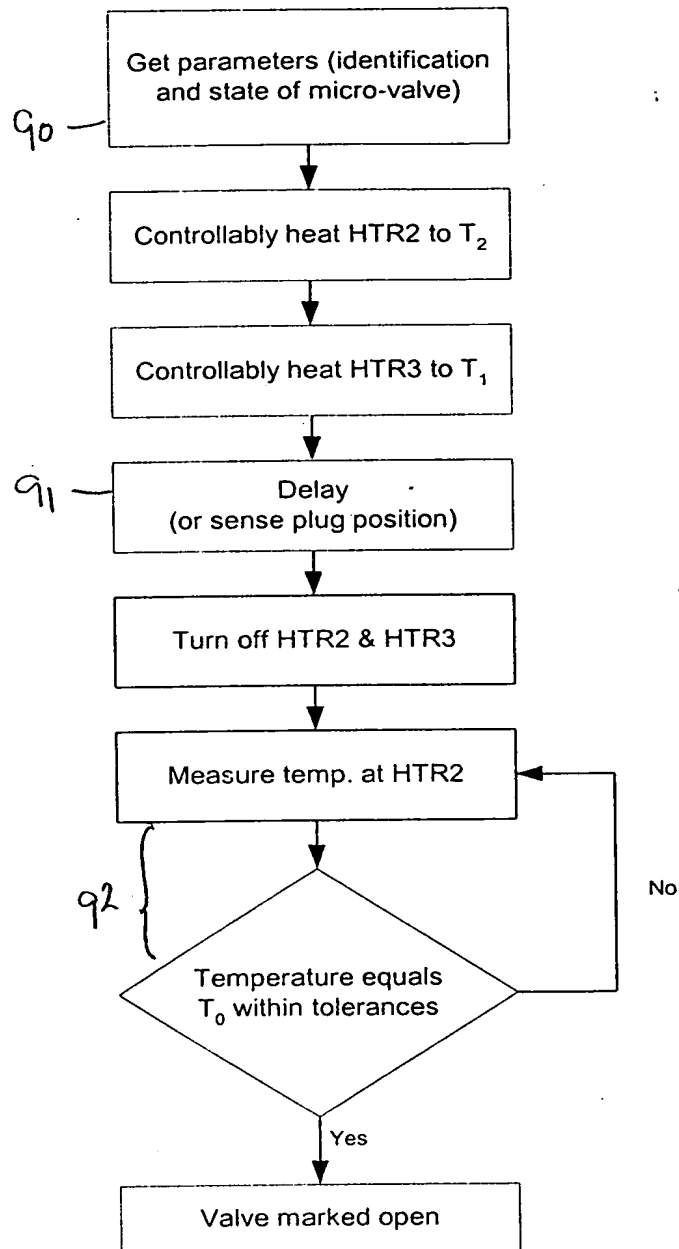 Get parameters (identification
and state of micro-valve)
90
Controllably heat HTR2 to T₂
Controllably heat HTR3 to T₁
91
Delay
(or sense plug position)
Turn off HTR2 & HTR3
Measure temp. at HTR2
92
No
Temperature equals
T₀ within tolerances
Yes
Valve marked open